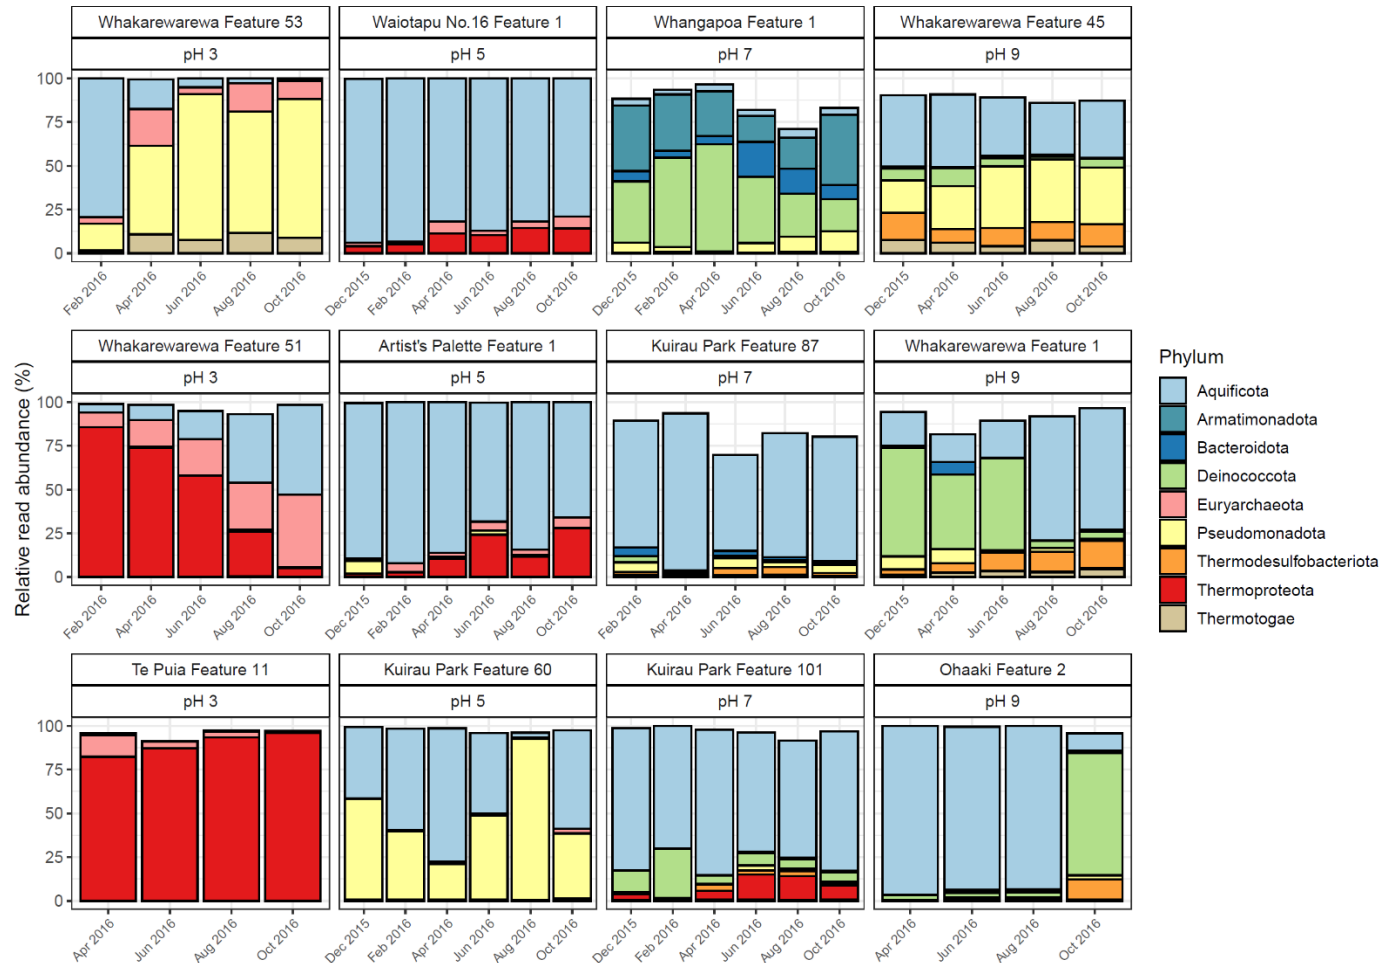 Whakarewarewa Feature 53
Waiotapu No.16 Feature 1
Whangapoa Feature 1
Whakarewarewa Feature 45
pH 3
pH 5
pH 7
pH 9
100
75
50
25
0
Feb 2016
Apr 2016
Jun 2016
Aug 2016
Oct 2016
Dec 2015
Feb 2016
Apr 2016
Jun 2016
Aug 2016
Oct 2016
Dec 2015
Feb 2016
Apr 2016
Jun 2016
Aug 2016
Oct 2016
Dec 2015
Apr 2016
Jun 2016
Aug 2016
Oct 2016
Relative read abundance (%)
Whakarewarewa Feature 51
Artist's Palette Feature 1
Kuirau Park Feature 87
Whakarewarewa Feature 1
pH 3
pH 5
pH 7
pH 9
100
75
50
25
0
Feb 2016
Apr 2016
Jun 2016
Aug 2016
Oct 2016
Dec 2015
Feb 2016
Apr 2016
Jun 2016
Aug 2016
Oct 2016
Feb 2016
Apr 2016
Jun 2016
Aug 2016
Oct 2016
Dec 2015
Apr 2016
Jun 2016
Aug 2016
Oct 2016
Phylum
Aquificota
Armatimonadota
Bacteroidota
Deinococcota
Euryarchaeota
Pseudomonadota
Thermodesulfobacteriota
Thermoproteota
Thermotogae
Te Puia Feature 11
Kuirau Park Feature 60
Kuirau Park Feature 101
Ohaaki Feature 2
pH 3
pH 5
pH 7
pH 9
100
75
50
25
0
Apr 2016
Jun 2016
Aug 2016
Oct 2016
Dec 2015
Feb 2016
Apr 2016
Jun 2016
Aug 2016
Oct 2016
Dec 2015
Feb 2016
Apr 2016
Jun 2016
Aug 2016
Oct 2016
Apr 2016
Jun 2016
Aug 2016
Oct 2016